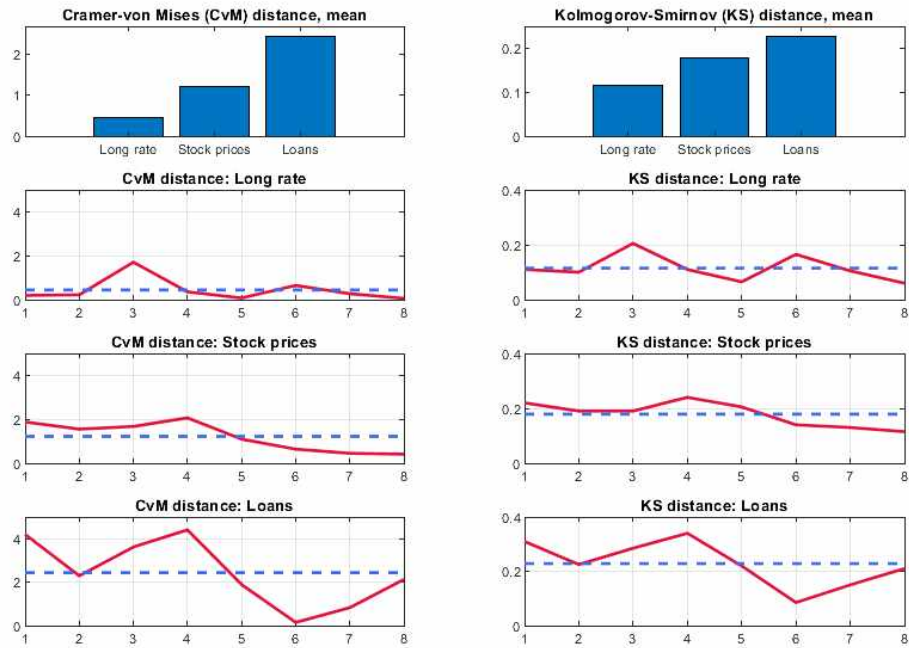 Cramer-von Mises (CvM) distance, mean
2
1
0
Long rate Stock prices Loans
Kolmogorov-Smirnov (KS) distance, mean
0.2
0.1
0
Long rate Stock prices Loans
CvM distance: Long rate
4
2
0
1 2 3 4 5 6 7 8
KS distance: Long rate
0.4
0.2
0
1 2 3 4 5 6 7 8
CvM distance: Stock prices
4
2
0
1 2 3 4 5 6 7 8
KS distance: Stock prices
0.4
0.2
0
1 2 3 4 5 6 7 8
CvM distance: Loans
4
2
0
1 2 3 4 5 6 7 8
KS distance: Loans
0.4
0.2
0
1 2 3 4 5 6 7 8